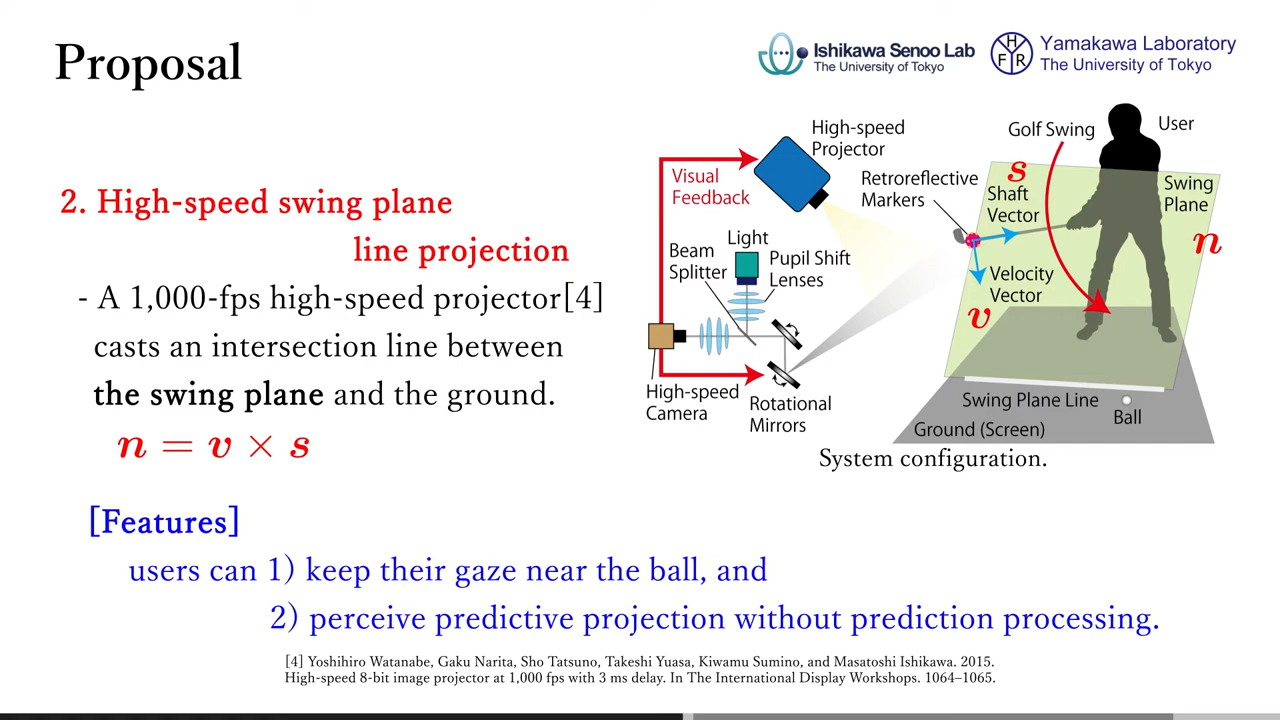 Proposal
Ishikawa Senoo Lab
The University of Tokyo
H
F R
Yamakawa Laboratory
The University of Tokyo
2. High-speed swing plane
line projection
- A 1,000-fps high-speed projector[4]
casts an intersection line between
the swing plane and the ground.
n = v × s
High-speed
Projector
Visual
Feedback
Light
Beam
Splitter
Pupil Shift
Lenses
High-speed
Camera
Rotational
Mirrors
Golf Swing
User
Retroreflective
Markers
s
Shaft
Vector
Swing
Plane
n
Velocity
Vector
v
Swing Plane Line
Ball
Ground (Screen)
System configuration.
[Features]
users can 1) keep their gaze near the ball, and
2) perceive predictive projection without prediction processing.
[4] Yoshihiro Watanabe, Gaku Narita, Sho Tatsuno, Takeshi Yuasa, Kiwamu Sumino, and Masatoshi Ishikawa. 2015.
High-speed 8-bit image projector at 1,000 fps with 3 ms delay. In The International Display Workshops. 1064–1065.